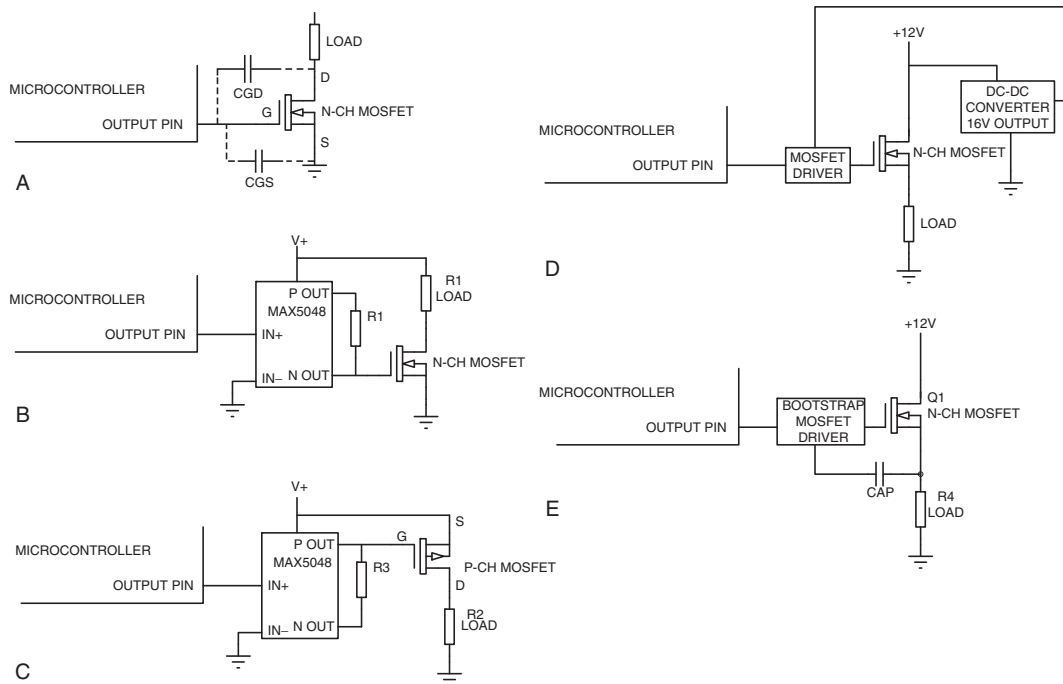 LOAD
D
CGD
MICROCONTROLLER
G
N-CH MOSFET
OUTPUT PIN
S
CGS
A
V+
R1
LOAD
MICROCONTROLLER
P OUT
MAX5048
R1
OUTPUT PIN
IN+
N-CH MOSFET
IN–
N OUT
B
V+
S
MICROCONTROLLER
P OUT
G
MAX5048
R3
P-CH MOSFET
OUTPUT PIN
IN+
D
R2
LOAD
IN–
N OUT
C
+12V
DC-DC
CONVERTER
16V OUTPUT
MICROCONTROLLER
OUTPUT PIN
MOSFET
DRIVER
N-CH MOSFET
LOAD
D
+12V
MICROCONTROLLER
Q1
N-CH MOSFET
OUTPUT PIN
BOOTSTRAP
MOSFET
DRIVER
CAP
R4
LOAD
E